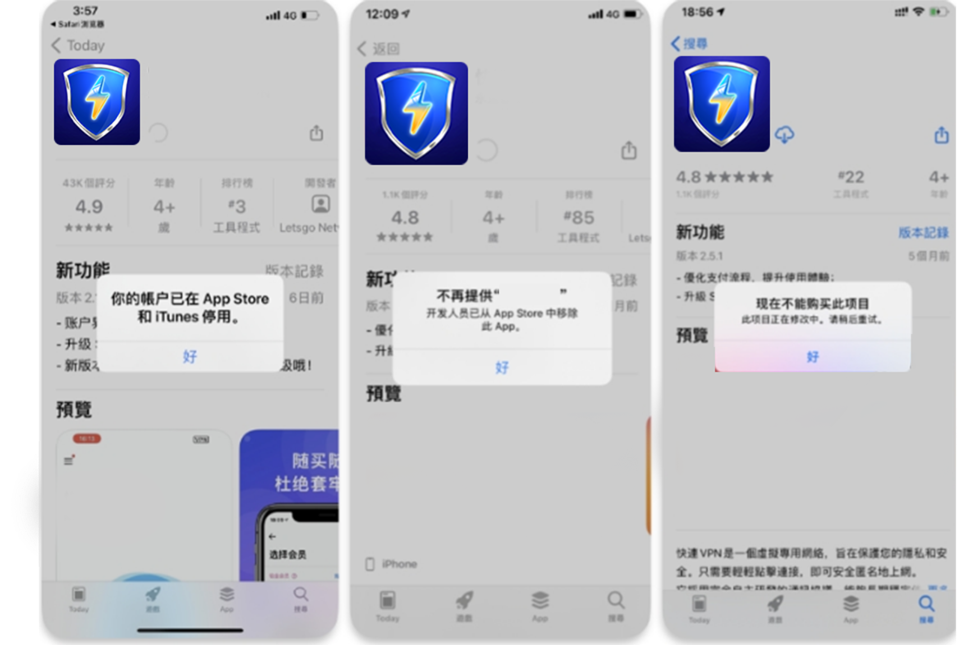 3:57
4G
Safari 浏览器
Today
43K 個評分
年齡
排行榜
開發者
4.9
4+
#3
歲
工具程式
Letsgo Net
新功能
版本記錄
版本 2.
6日前
你的帳户已在 App Store
和 iTunes 停用。
- 账户
- 升级
好
- 新版
级哦！
預覽
随买随
杜绝套牢
选择会员
Today
遊戲
App
搜尋
12:09
4G
返回
1.1K 個評分
年齡
排行榜
4.8
4+
#85
歲
工具程式
Lets
新
記錄
版本
月前
不再提供“ ”
开发人员已从 App Store 中移除
此 App。
- 優
- 升級
好
預覽
iPhone
Today
遊戲
App
搜尋
18:56
搜尋
4.8
#22
4+
1.1K 個評分
工具程式
年齡
新功能
版本記錄
版本 2.5.1
5 個月前
- 优化支付流程，提升使用體驗；
- 升級 S
現在不能购买此项目
此项目正在修改中。请稍后重试。
好
預覽
快連 VPN 是一個虛擬專用網絡，旨在保護您的隱私和安
全。只需要輕輕點擊連接，即可安全匿名地上網。
Today
遊戲
App
搜尋